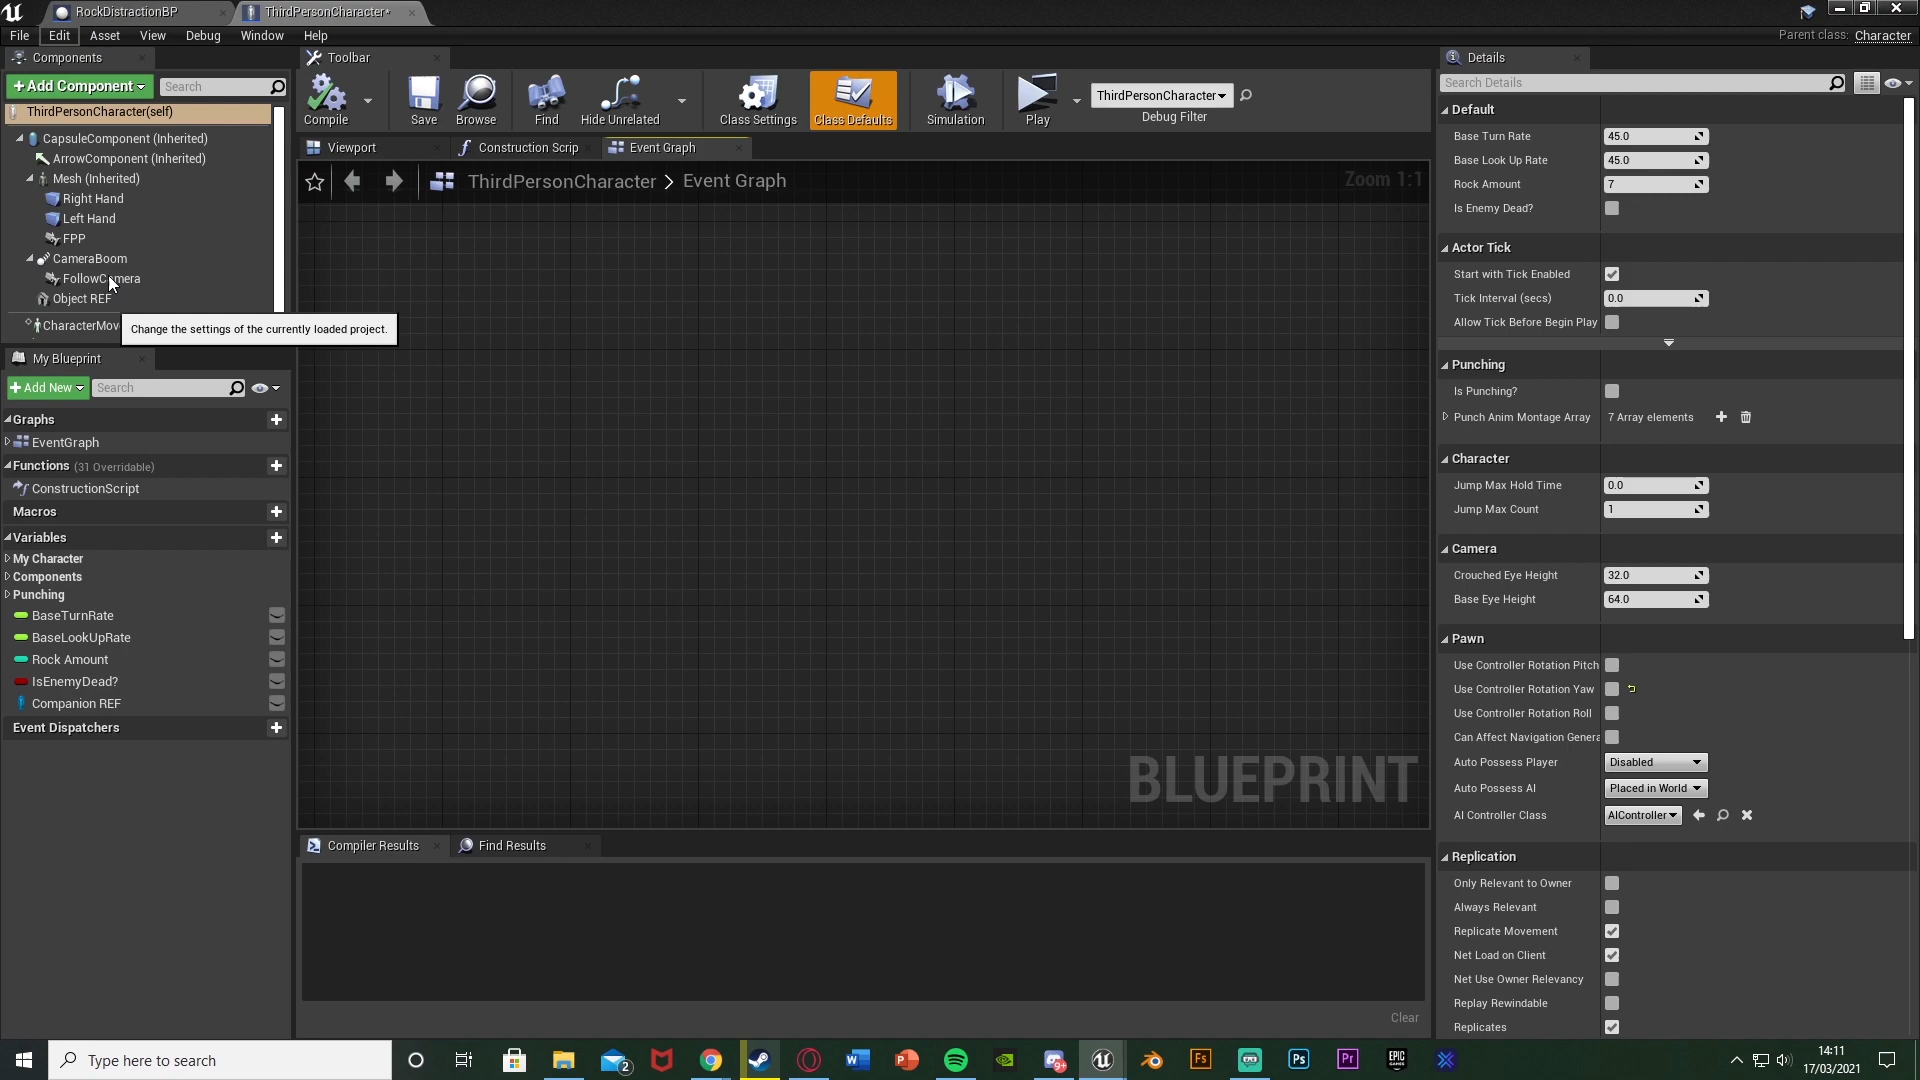 RockDistractionBP
ThirdPersonCharacter*
File Edit Asset View Debug Window Help
Parent class: Character
Components
+Add Component
Search
ThirdPersonCharacter(self)
CapsuleComponent (Inherited)
ArrowComponent (Inherited)
Mesh (Inherited)
Right Hand
Left Hand
FPP
CameraBoom
FollowCamera
Object REF
CharacterMov
Change the settings of the currently loaded project.
My Blueprint
+Add New
Search
Graphs
EventGraph
Functions (31 Overridable)
ConstructionScript
Macros
Variables
My Character
Components
Punching
BaseTurnRate
BaseLookUpRate
Rock Amount
IsEnemyDead?
Companion REF
Event Dispatchers
Toolbar
Compile
Save
Browse
Find
Hide Unrelated
Class Settings
Class Defaults
Simulation
Play
ThirdPersonCharacter
Debug Filter
Viewport
Construction Scrip
Event Graph
ThirdPersonCharacter > Event Graph
Zoom 1:1
BLUEPRINT
Compiler Results
Find Results
Clear
Details
Search Details
Default
Base Turn Rate 45.0
Base Look Up Rate 45.0
Rock Amount 7
Is Enemy Dead?
Actor Tick
Start with Tick Enabled
Tick Interval (secs) 0.0
Allow Tick Before Begin Play
Punching
Is Punching?
Punch Anim Montage Array 7 Array elements
Character
Jump Max Hold Time 0.0
Jump Max Count 1
Camera
Crouched Eye Height 32.0
Base Eye Height 64.0
Pawn
Use Controller Rotation Pitch
Use Controller Rotation Yaw
Use Controller Rotation Roll
Can Affect Navigation Genera
Auto Possess Player Disabled
Auto Possess AI Placed in World
AI Controller Class AIController
Replication
Only Relevant to Owner
Always Relevant
Replicate Movement
Net Load on Client
Net Use Owner Relevancy
Replay Rewindable
Replicates
Type here to search
2
W
P
9+
Fs
Ps
Pr
EPIC GAMES
14:11
17/03/2021